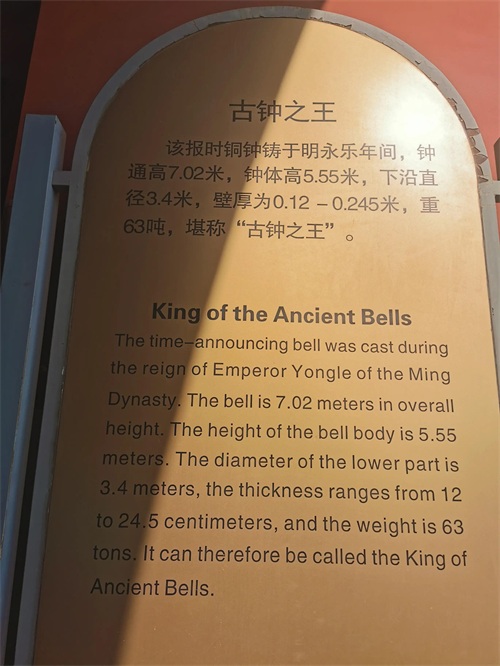 古钟之王
该报时铜钟铸于明永乐年间，钟
通高7.02米，钟体高5.55米，下沿直
径3.4米，壁厚为0.12－0.245米，重
63吨，堪称“古钟之王”。
King of the Ancient Bells
The time-announcing bell was cast during
the reign of Emperor Yongle of the Ming
Dynasty. The bell is 7.02 meters in overall
height. The height of the bell body is 5.55
meters. The diameter of the lower part is
3.4 meters, the thickness ranges from 12
to 24.5 centimeters, and the weight is 63
tons. It can therefore be called the King of
Ancient Bells.